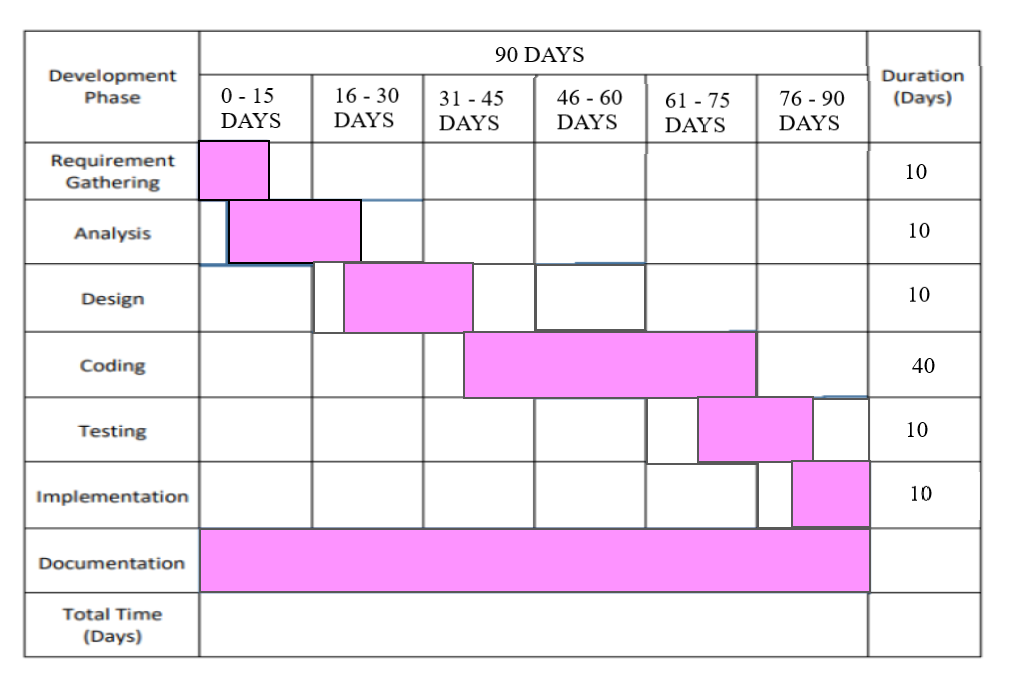 90 DAYS
Development
Phase
Duration
(Days)
0 - 15
DAYS
16 - 30
DAYS
31 - 45
DAYS
46 - 60
DAYS
61 - 75
DAYS
76 - 90
DAYS
Requirement
Gathering
10
Analysis
10
Design
10
Coding
40
Testing
10
Implementation
10
Documentation
Total Time
(Days)